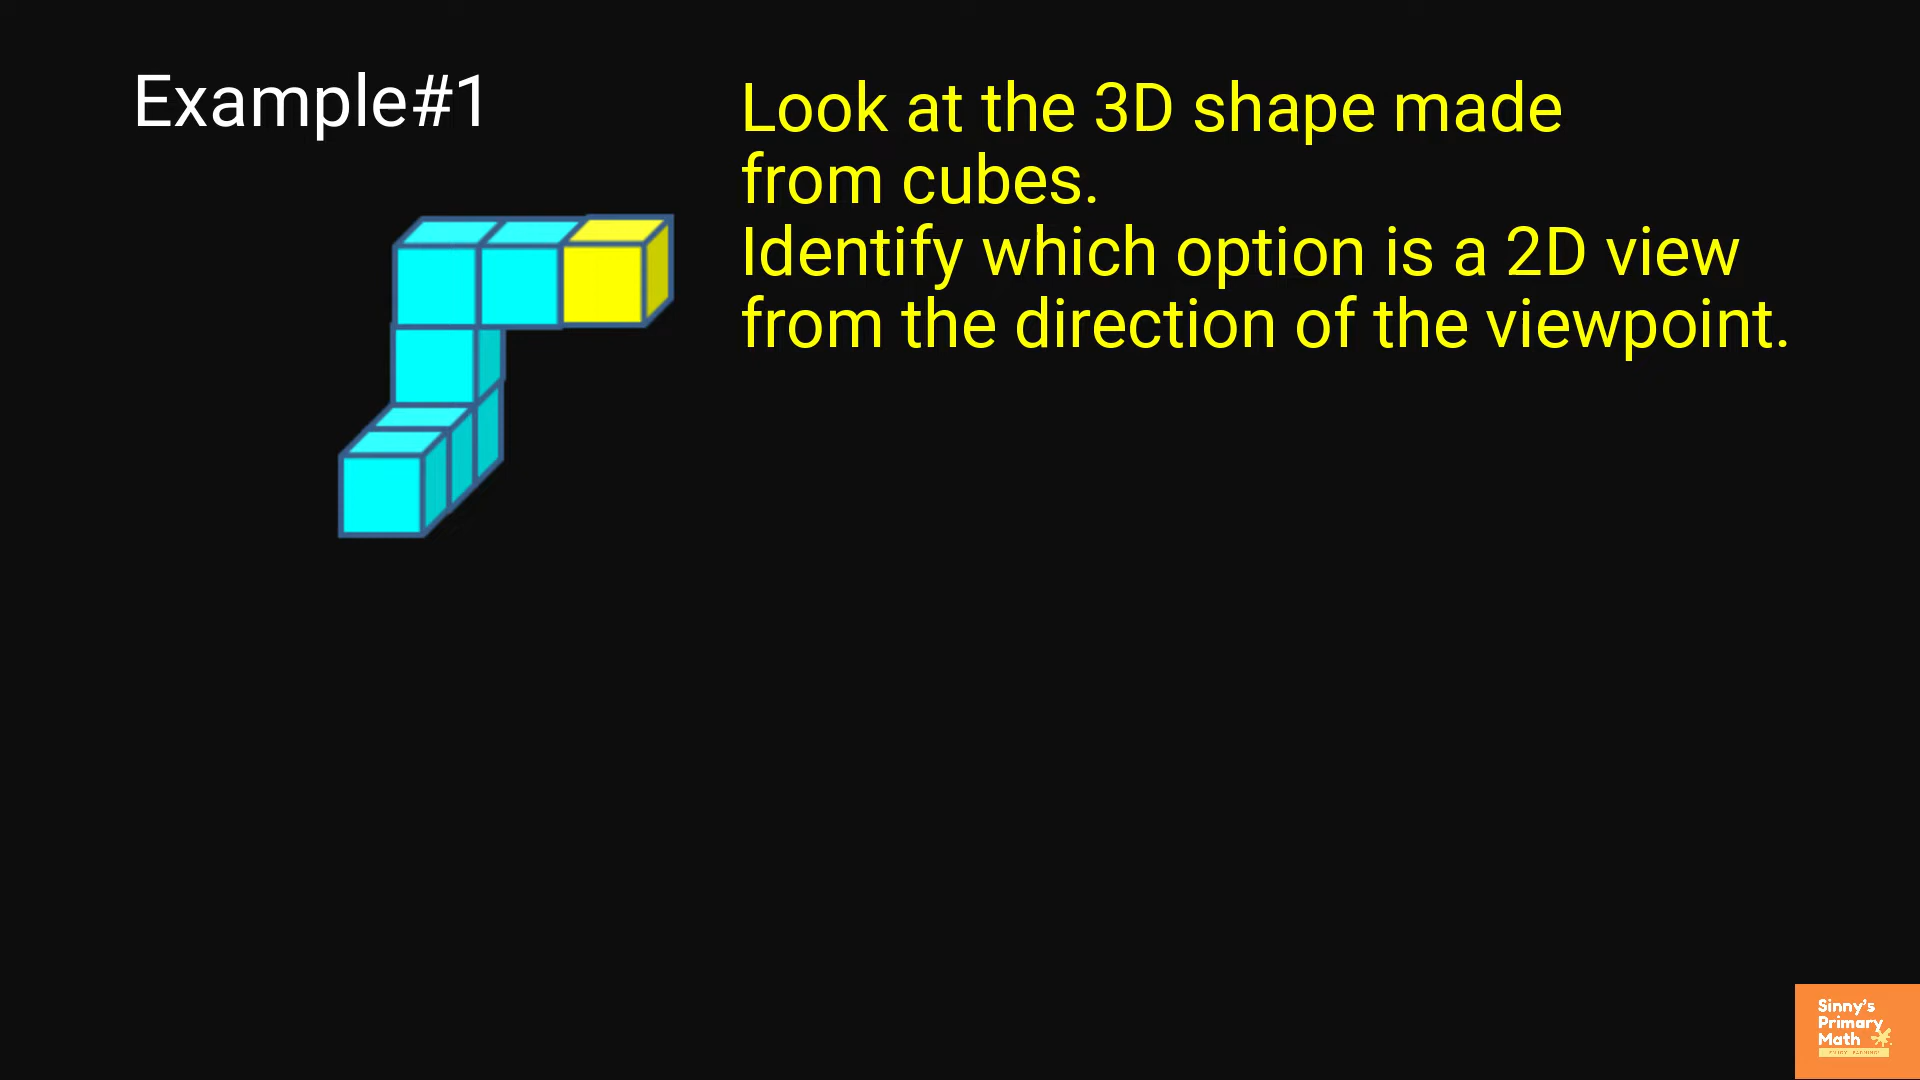 Example#1
Look at the 3D shape made
from cubes.
Identify which option is a 2D view
from the direction of the viewpoint.
Sinny's
Primary
Math